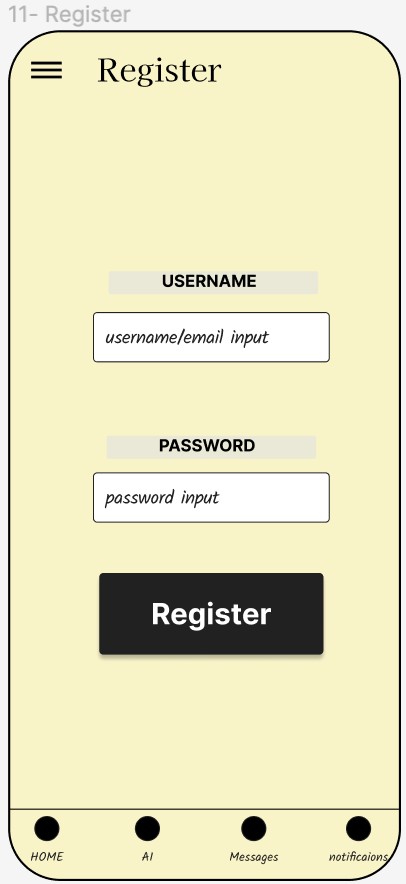 11- Register
Register
USERNAME
username/email input
PASSWORD
password input
Register
HOME
AI
Messages
notificaions